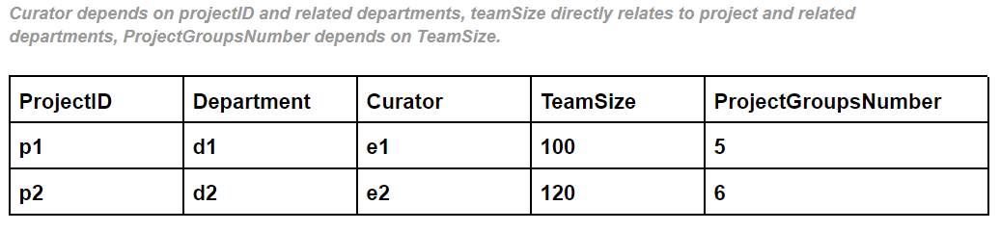 Curator depends on projectID and related departments, teamSize directly relates to project and related
departments, ProjectGroupsNumber depends on TeamSize.
ProjectID Department Curator TeamSize ProjectGroupsNumber
p1 d1 e1 100 5
p2 d2 e2 120 6